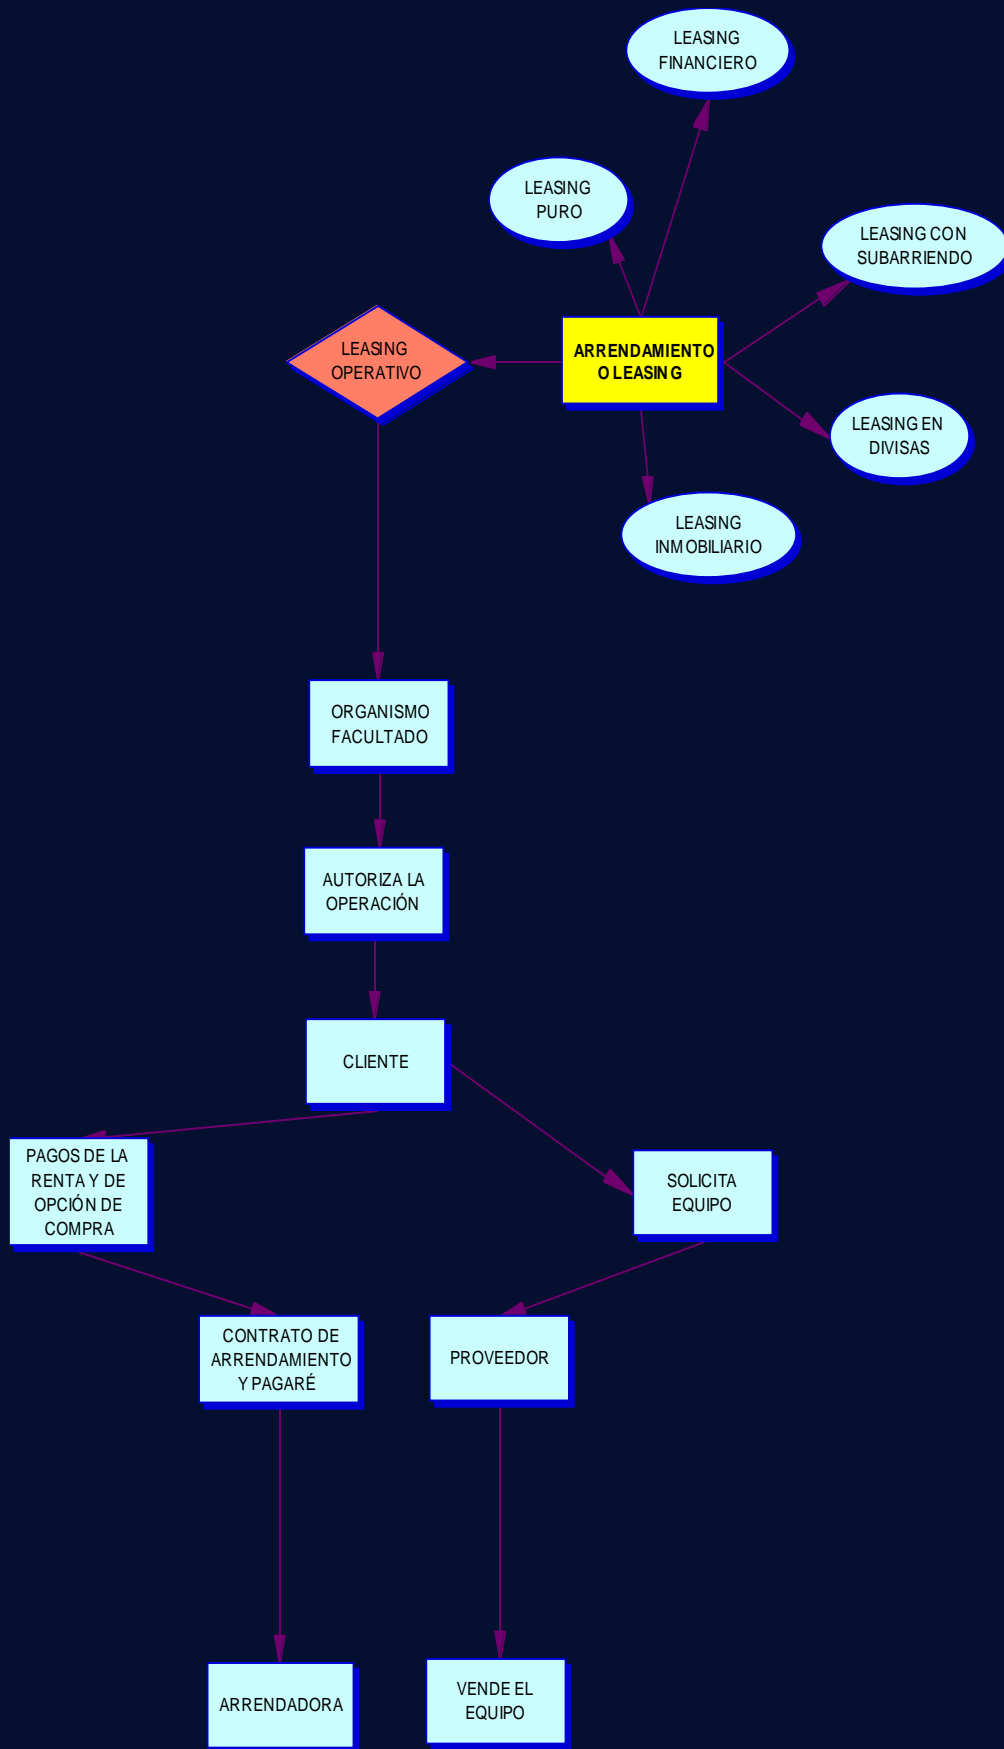 LEASING
FINANCIERO
LEASING
PURO
LEASING CON
SUBARRIENDO
LEASING
OPERATIVO
ARRENDAMIENTO
O LEASING
LEASING EN
DIVISAS
LEASING
INMOBILIARIO
ORGANISMO
FACULTADO
AUTORIZA LA
OPERACIÓN
CLIENTE
PAGOS DE LA
RENTA Y DE
OPCIÓN DE
COMPRA
SOLICITA
EQUIPO
CONTRATO DE
ARRENDAMIENTO
Y PAGARÉ
PROVEEDOR
ARRENDADORA
VENDE EL
EQUIPO